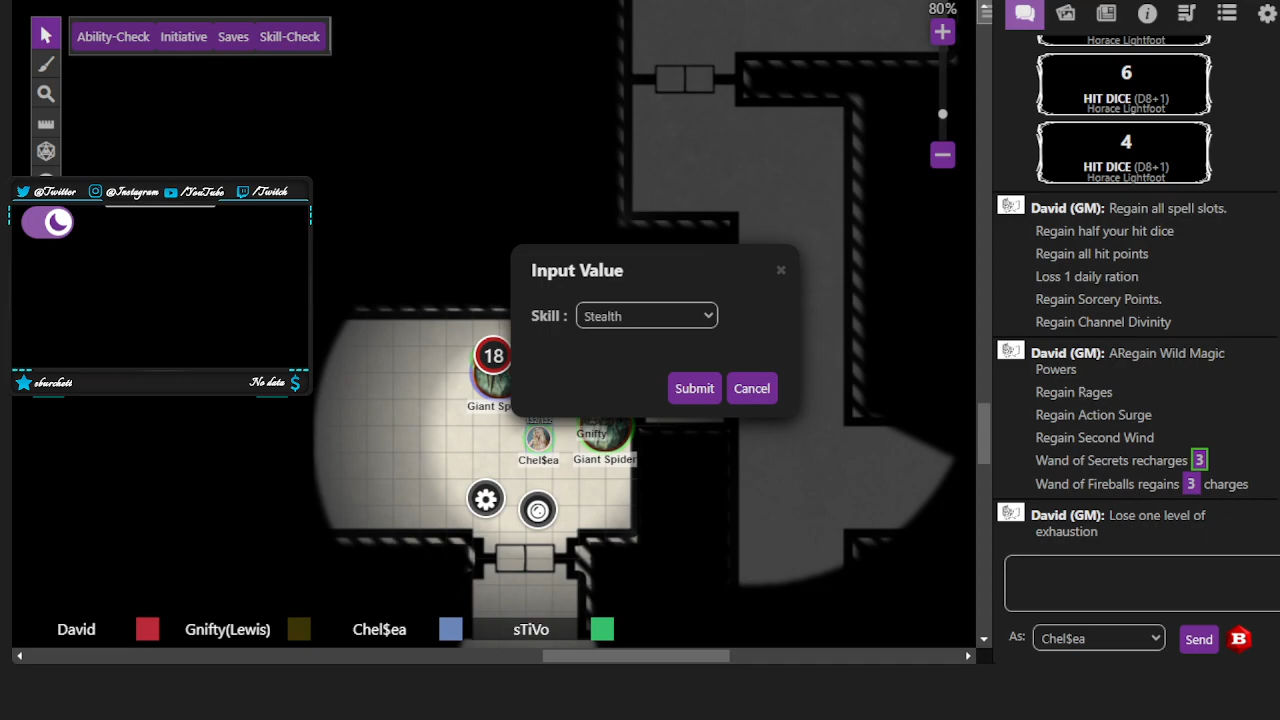 Ability-Check Initiative Saves Skill-Check
80%
@Twitter @Instagram /YouTube /Twitch
sburchett No data $
Input Value ×
Skill : Stealth
Submit Cancel
18
Giant Sp
132/132
Gnifty
Chel$ea
Giant Spider
David Gnifty(Lewis) Chel$ea sTiVo
Horace Lightfoot
6
HIT DICE (D8+1)
Horace Lightfoot
4
HIT DICE (D8+1)
Horace Lightfoot
David (GM): Regain all spell slots.
Regain half your hit dice
Regain all hit points
Loss 1 daily ration
Regain Sorcery Points.
Regain Channel Divinity
David (GM): ARegain Wild Magic
Powers
Regain Rages
Regain Action Surge
Regain Second Wind
Wand of Secrets recharges 3
Wand of Fireballs regains 3 charges
David (GM): Lose one level of
exhaustion
As: Chel$ea Send B